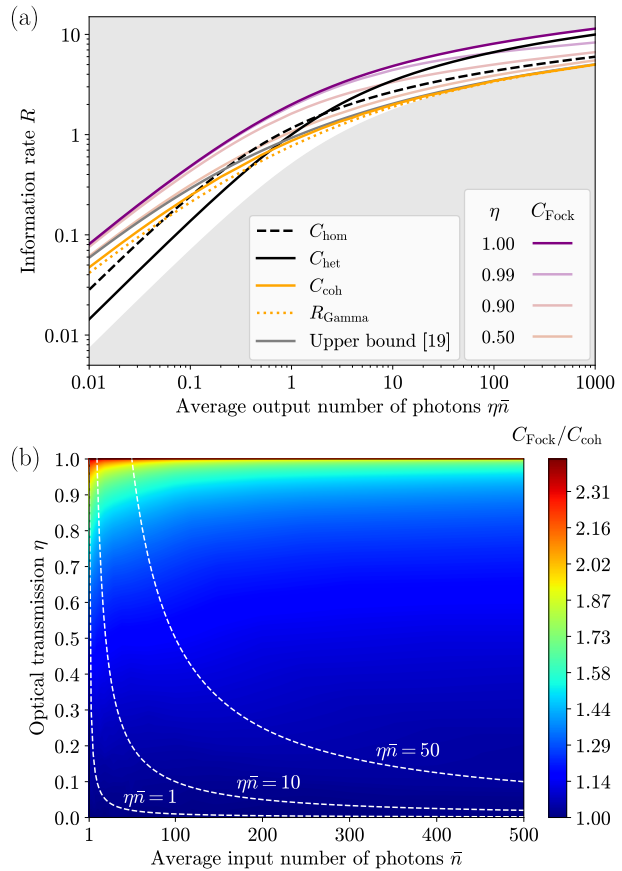 (a)
10
1
0.1
0.01
Information rate R
C_hom
C_het
C_coh
R_Gamma
Upper bound [19]
η C_Fock
1.00
0.99
0.90
0.50
0.01 0.1 1 10 100 1000
Average output number of photons ηn̄
(b)
C_Fock/C_coh
1.0
0.9
0.8
0.7
0.6
0.5
0.4
0.3
0.2
0.1
0.0
Optical transmission η
ηn̄ = 1
ηn̄ = 10
ηn̄ = 50
1 100 200 300 400 500
Average input number of photons n̄
2.31
2.16
2.02
1.87
1.73
1.58
1.44
1.29
1.15
1.00